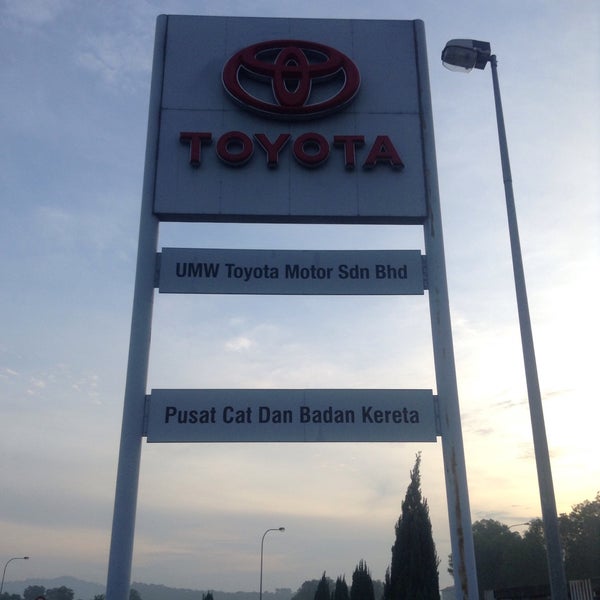 TOYOTA
UMW Toyota Motor Sdn Bhd
Pusat Cat Dan Badan Kereta